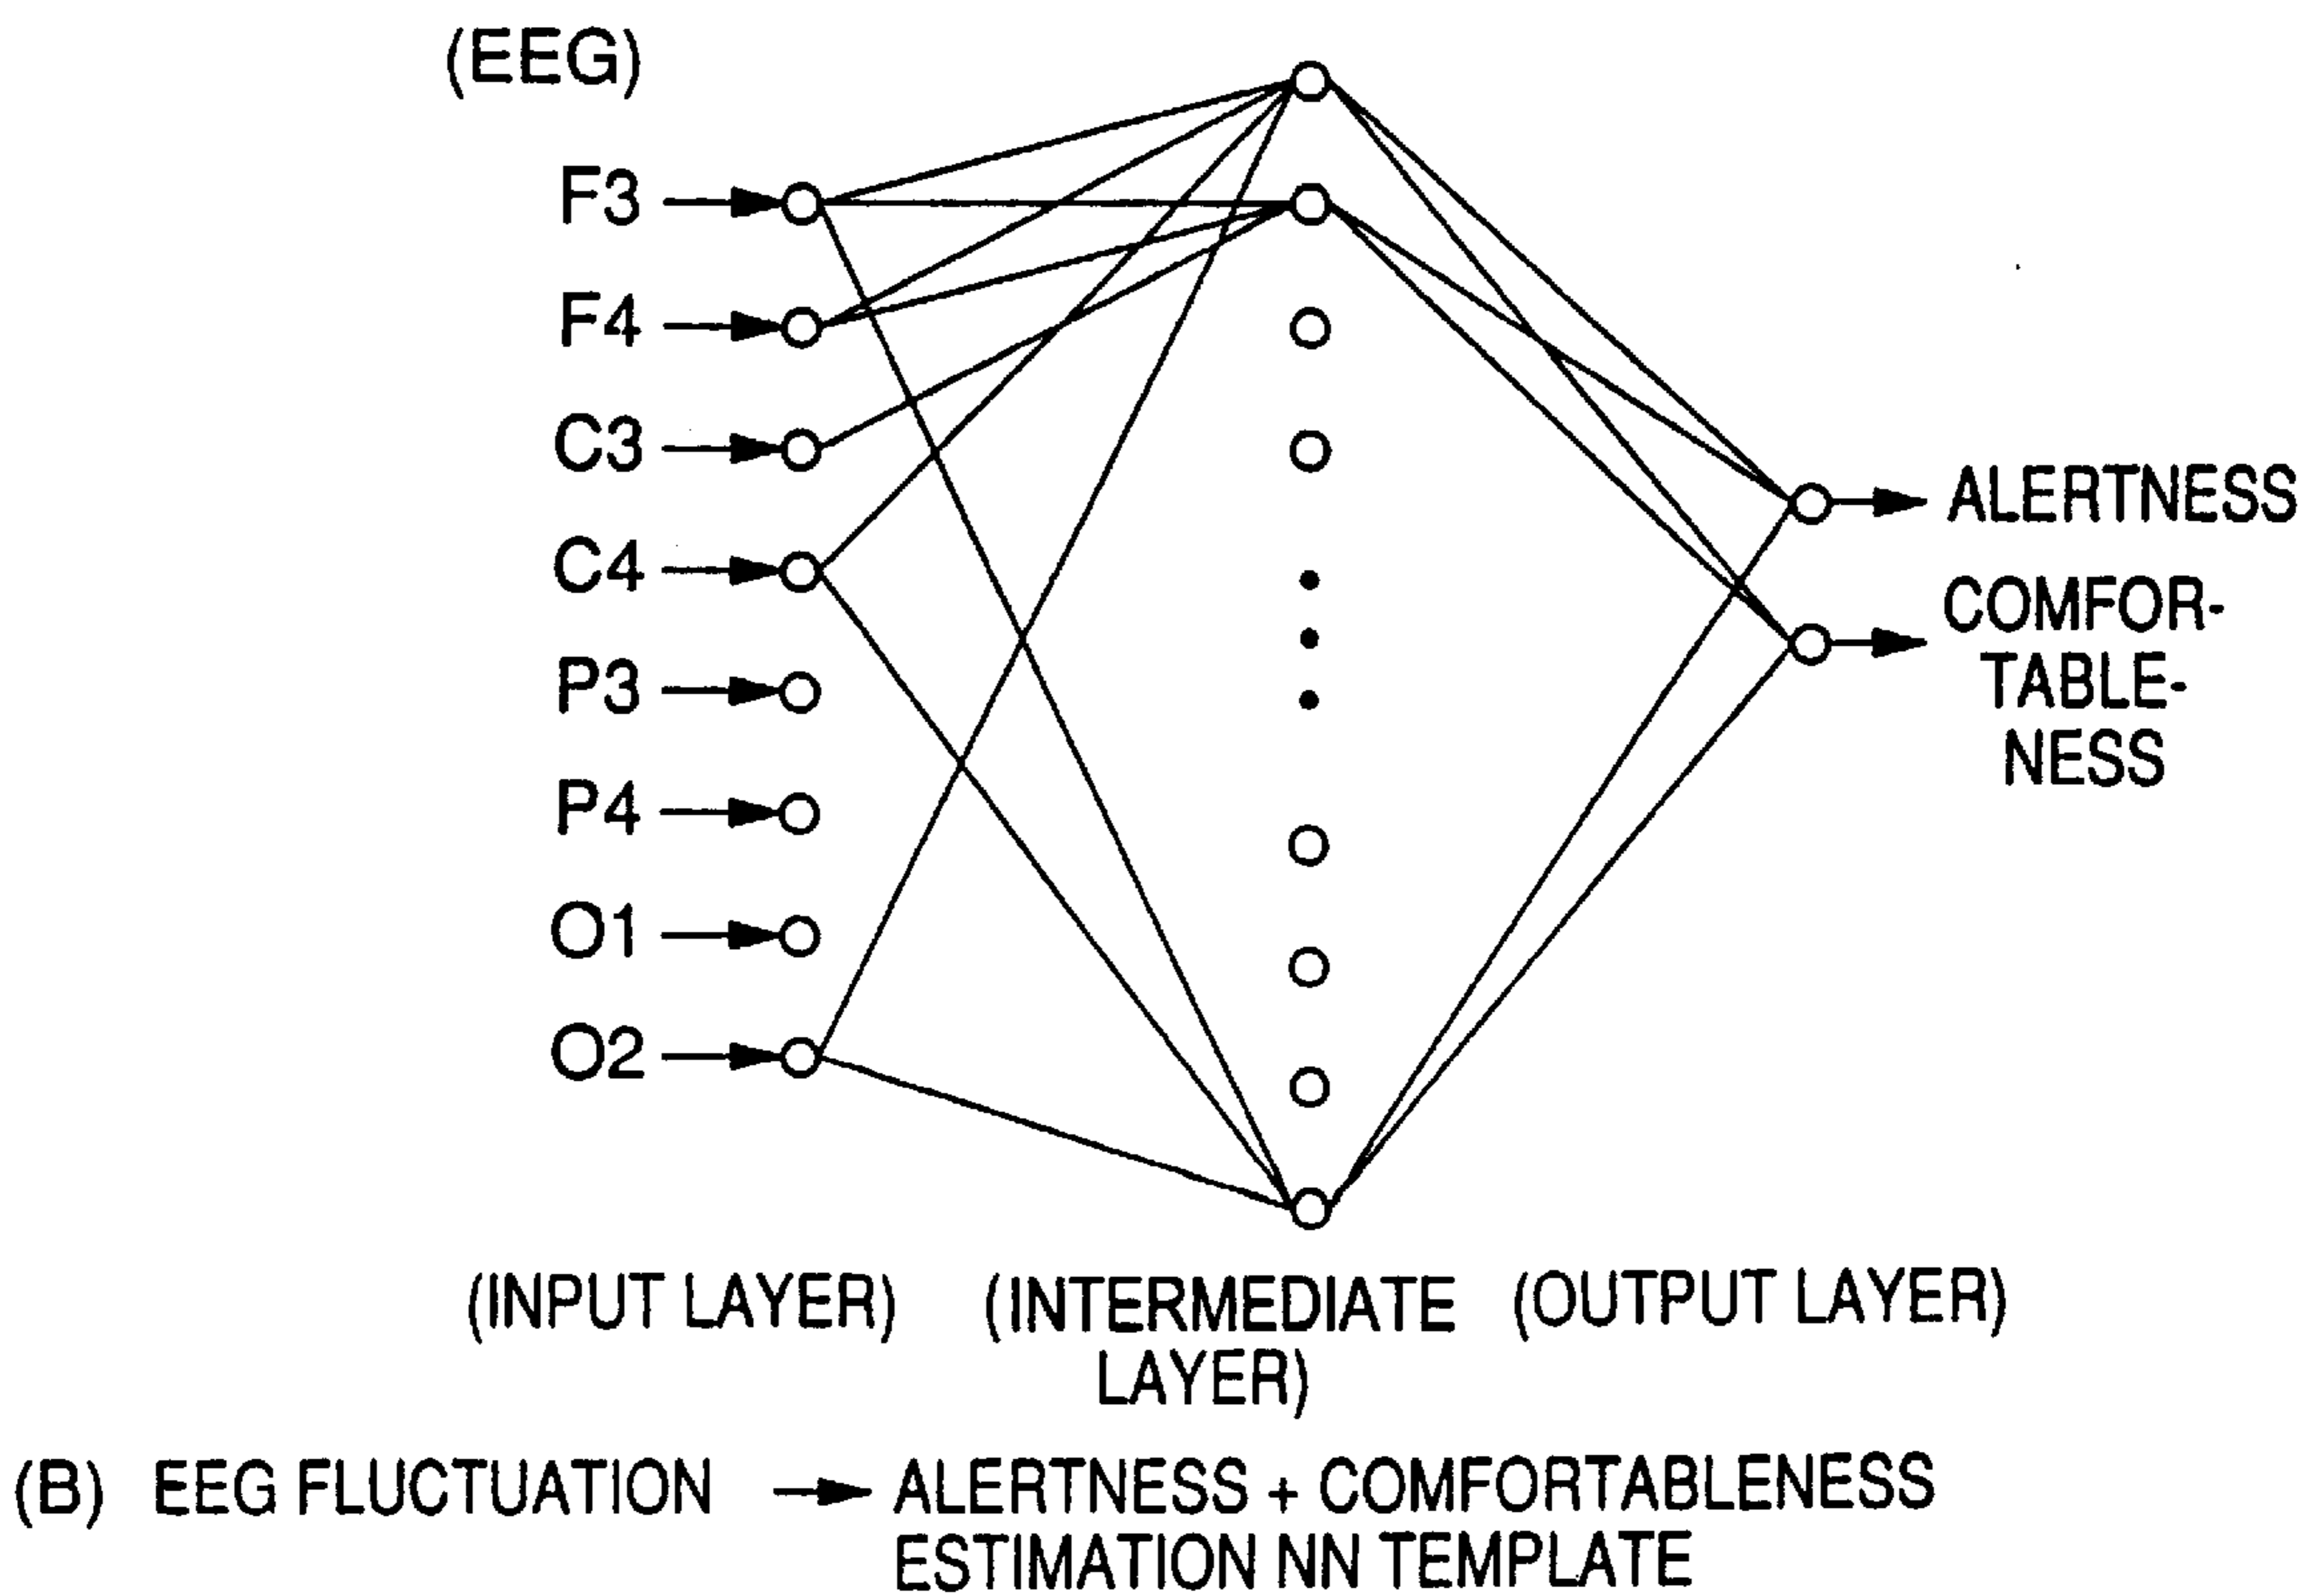 (EEG)
F3
F4
C3
C4
P3
P4
O1
O2
ALERTNESS
COMFOR-
TABLE-
NESS
(INPUT LAYER)
(INTERMEDIATE
LAYER)
(OUTPUT LAYER)
(B) EEG FLUCTUATION → ALERTNESS + COMFORTABLENESS
ESTIMATION NN TEMPLATE